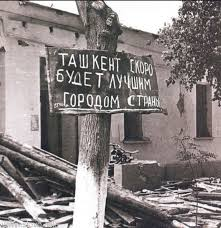 ТАШКЕНТ СКОРО
БУДЕТ ЛУЧШИМ
ГОРОДОМ СТРАНЫ